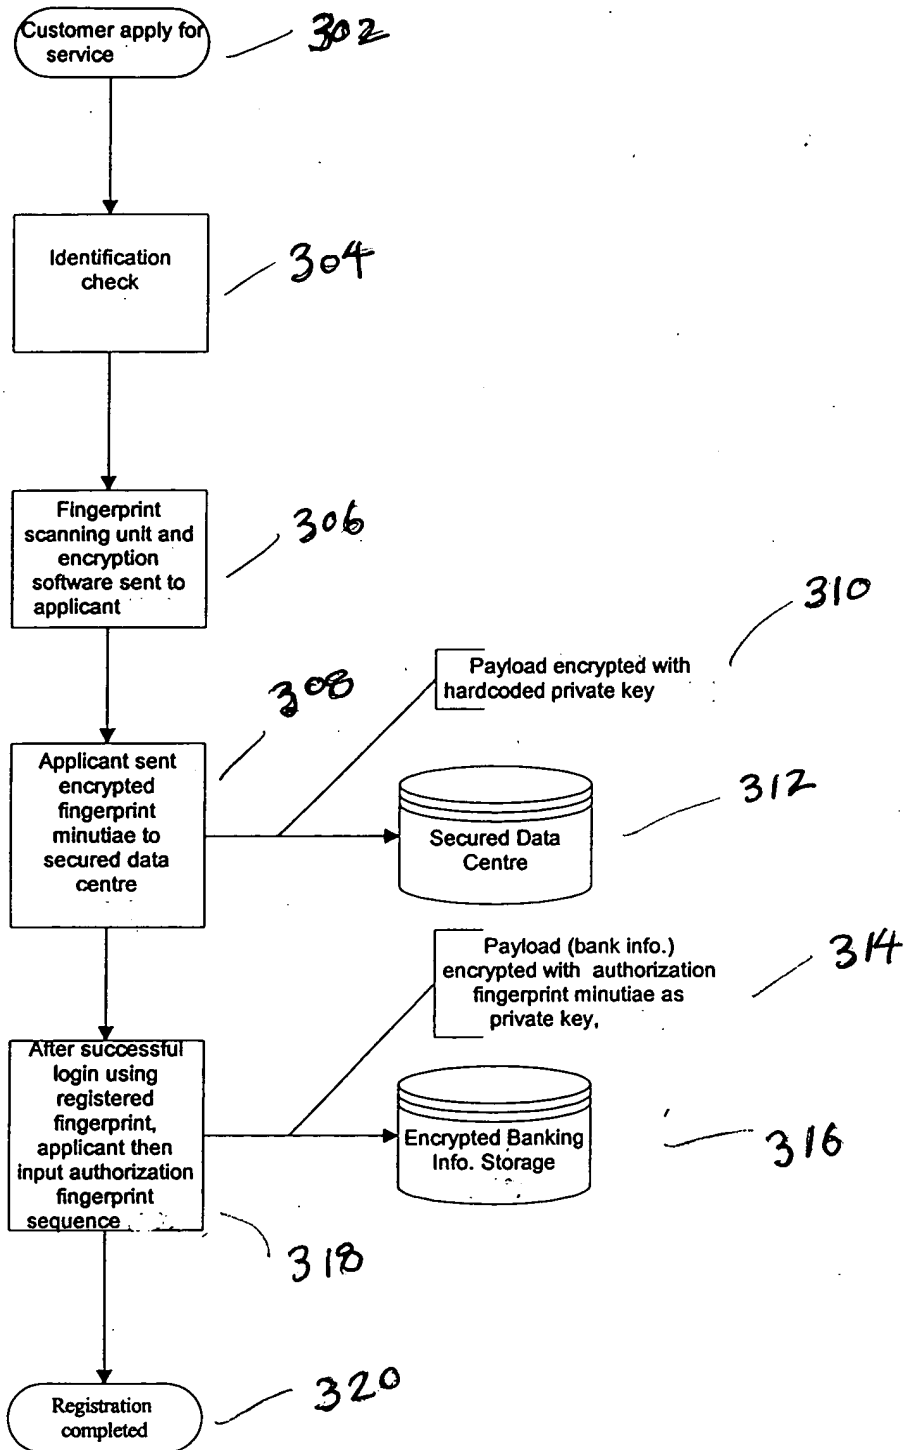 Customer apply for
service
302
Identification
check
304
Fingerprint
scanning unit and
encryption
software sent to
applicant
306
310
Payload encrypted with
hardcoded private key
308
Applicant sent
encrypted
fingerprint
minutiae to
secured data
centre
312
Secured Data
Centre
Payload (bank info.)
encrypted with authorization
fingerprint minutiae as
private key,
314
After successful
login using
registered
fingerprint,
applicant then
input authorization
fingerprint
sequence
Encrypted Banking
Info. Storage
316
318
320
Registration
completed